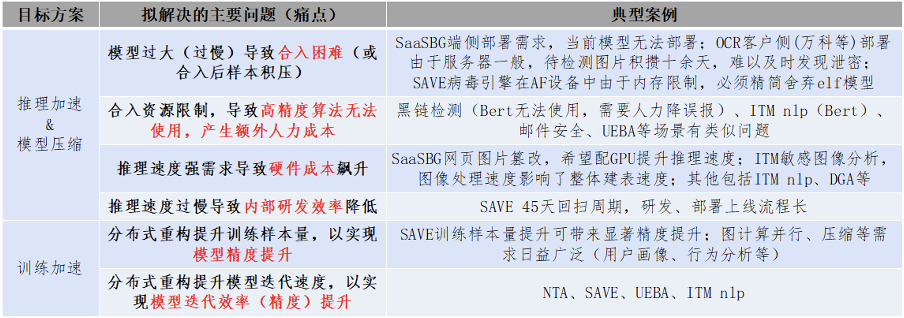 目标方案
拟解决的主要问题（痛点）
典型案例
推理加速
&
模型压缩
模型过大（过慢）导致合入困难（或
合入后样本积压）
SaaSBG端侧部署需求，当前模型无法部署；OCR客户侧(万科等)部署
由于服务器一般，待检测图片积攒十余天，难以及时发现泄密；
SAVE病毒引擎在AF设备中由于内存限制，必须精简舍弃elf模型
合入资源限制，导致高精度算法无法
使用，产生额外人力成本
黑链检测（Bert无法使用，需要人力降误报）、ITM nlp（Bert）、
邮件安全、UEBA等场景有类似问题
推理速度强需求导致硬件成本飙升
SaaSBG网页图片篡改，希望配GPU提升推理速度；ITM敏感图像分析，
图像处理速度影响了整体建表速度；其他包括ITM nlp、DGA等
推理速度过慢导致内部研发效率降低
SAVE 45天回扫周期，研发、部署上线流程长
训练加速
分布式重构提升训练样本量，以实现
模型精度提升
SAVE训练样本量提升可带来显著精度提升；图计算并行、压缩等需
求日益广泛（用户画像、行为分析等）
分布式重构提升模型迭代速度，以实
现模型迭代效率（精度）提升
NTA、SAVE、UEBA、ITM nlp